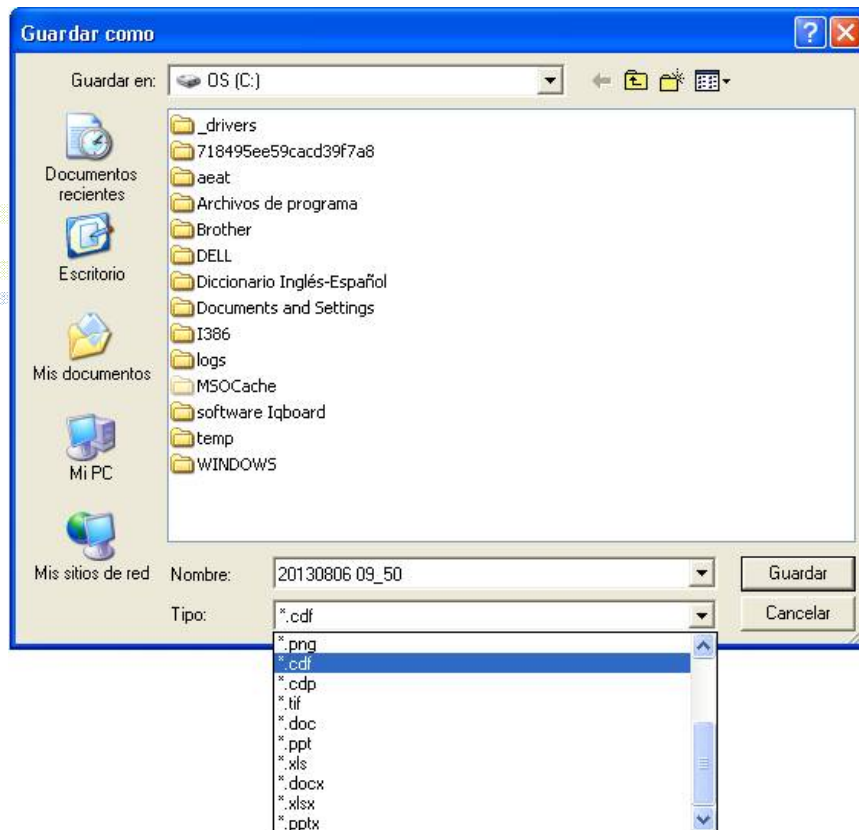 Guardar como
Guardar en:
OS (C:)
Documentos
recientes
Escritorio
Mis documentos
Mi PC
Mis sitios de red
_drivers
718495ee59cacd39f7a8
aeat
Archivos de programa
Brother
DELL
Diccionario Inglés-Español
Documents and Settings
I386
logs
MSOCache
software Iqboard
temp
WINDOWS
Nombre:
20130806 09_50
Guardar
Tipo:
*.cdf
Cancelar
*.png
*.cdf
*.cdp
*.tif
*.doc
*.ppt
*.xls
*.docx
*.xlsx
*.pptx